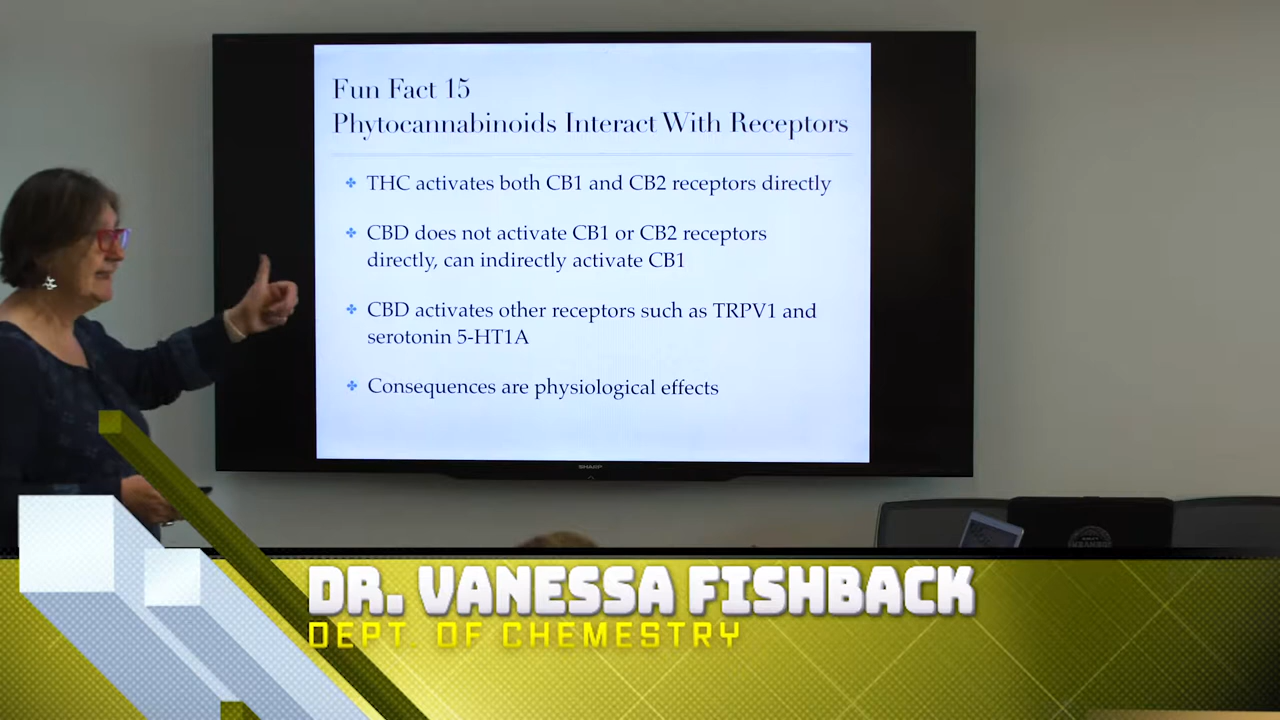 Fun Fact 15
Phytocannabinoids Interact With Receptors
THC activates both CB1 and CB2 receptors directly
CBD does not activate CB1 or CB2 receptors
directly, can indirectly activate CB1
CBD activates other receptors such as TRPV1 and
serotonin 5-HT1A
Consequences are physiological effects
SHARP
DR. VANESSA FISHBACK
DEPT. OF CHEMESTRY